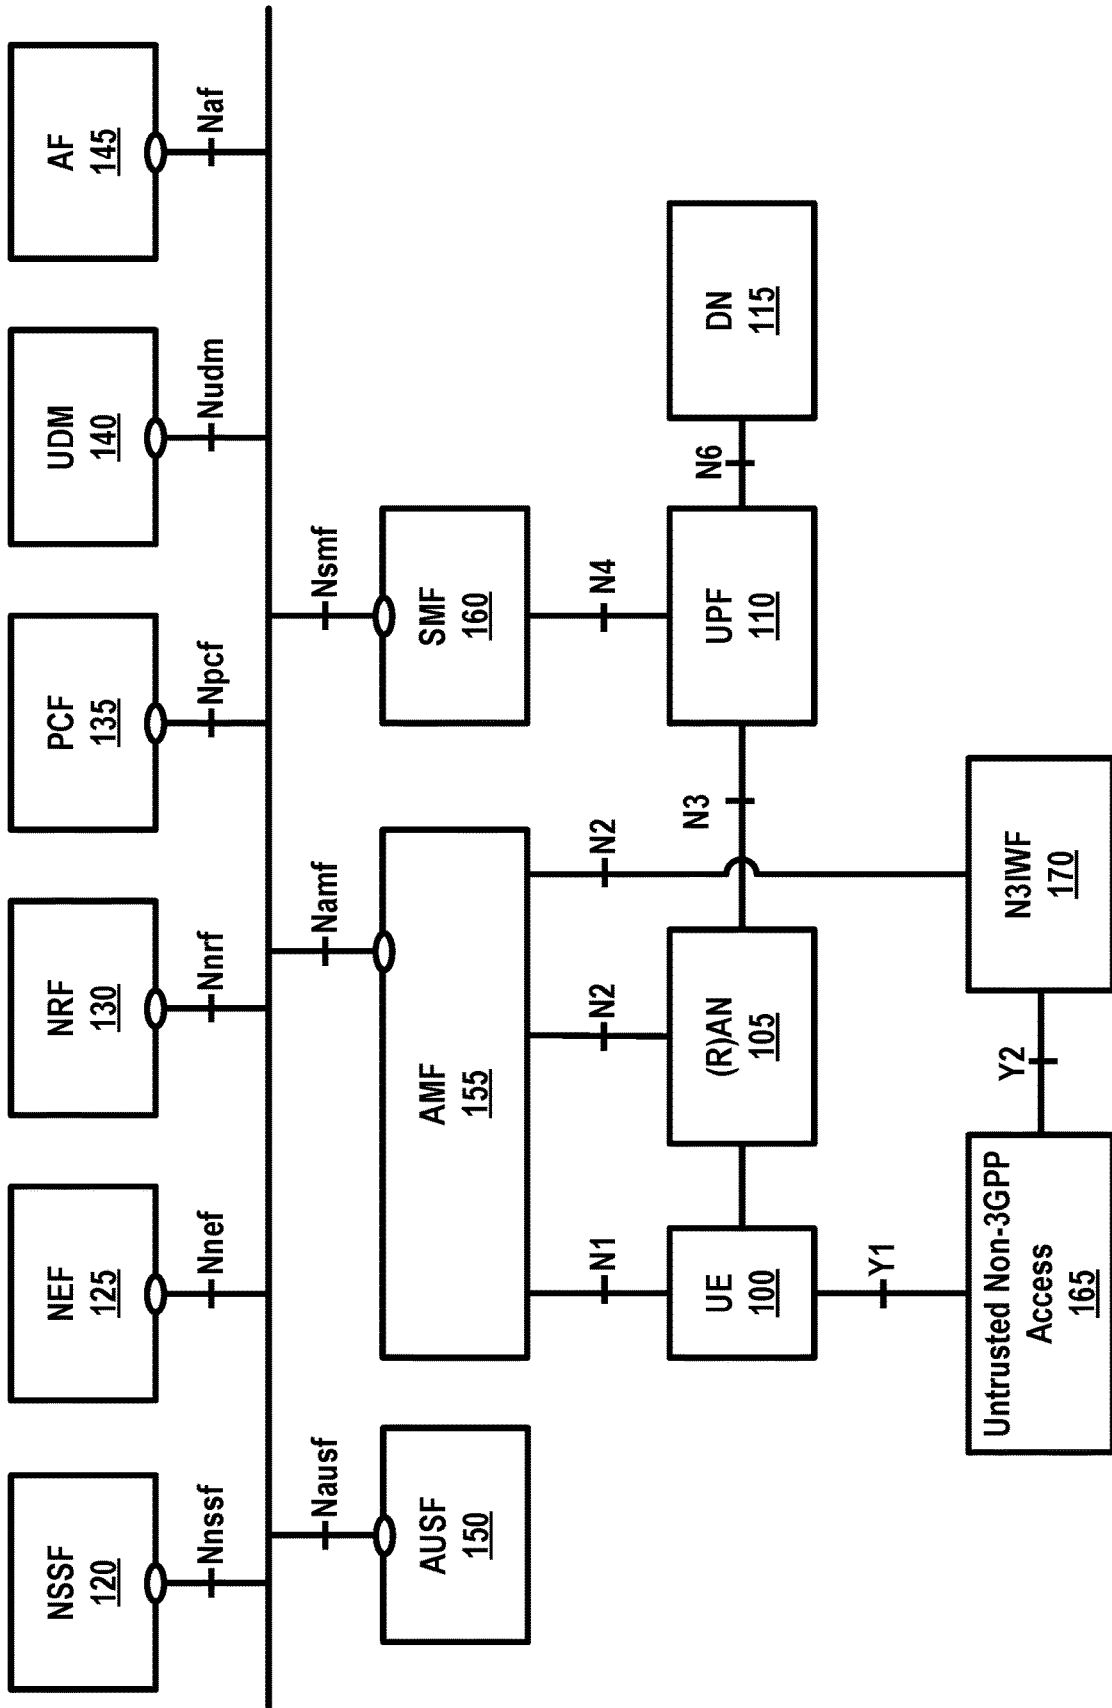 NSSF
120
NEF
125
NRF
130
PCF
135
UDM
140
AF
145
Nnssf
Nnef
Nnrf
Npcf
Nudm
Naf
Nausf
Namf
Nsmf
AUSF
150
AMF
155
SMF
160
N1
N2
N2
N4
UE
100
(R)AN
105
N3
UPF
110
N6
DN
115
Y1
Untrusted Non-3GPP
Access
165
Y2
N3IWF
170